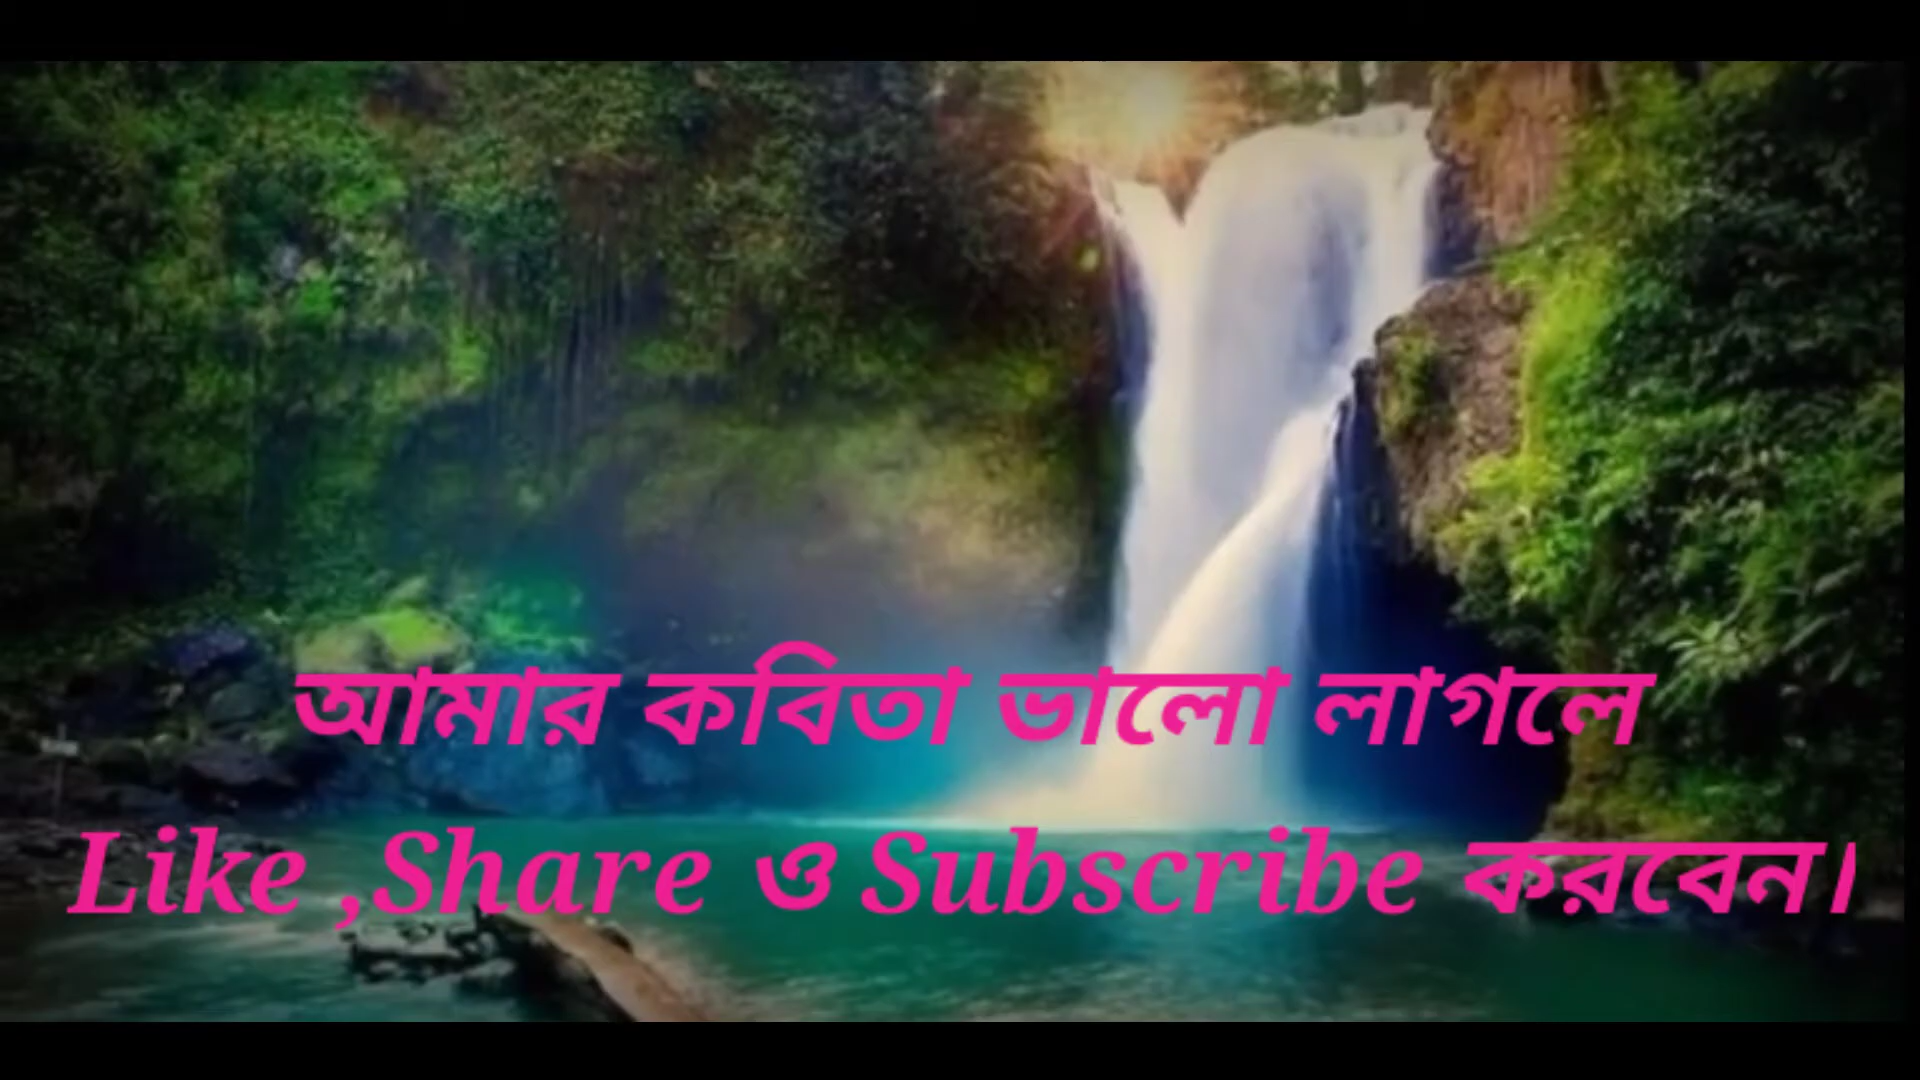 আমার কবিতা ভালো লাগলে
Like ,Share ও Subscribe করবেন।